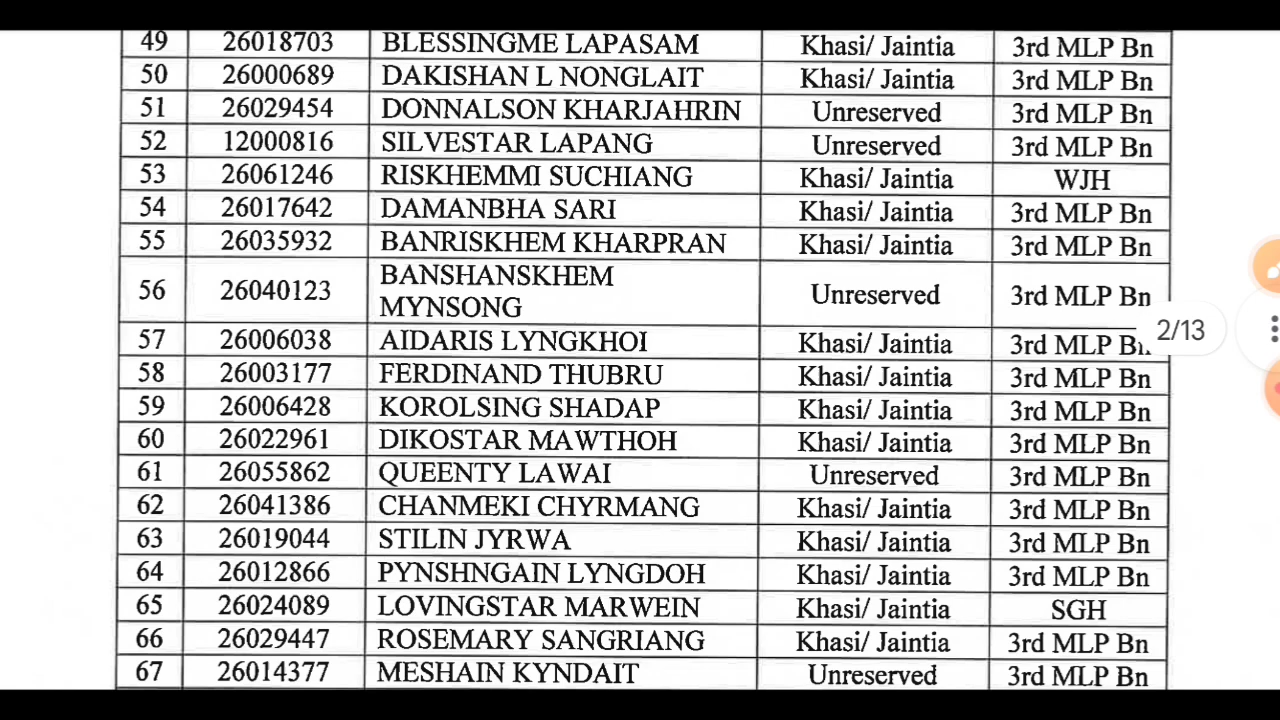 49 26018703 BLESSINGME LAPASAM Khasi/ Jaintia 3rd MLP Bn
50 26000689 DAKISHAN L NONGLAIT Khasi/ Jaintia 3rd MLP Bn
51 26029454 DONNALSON KHARJAHRIN Unreserved 3rd MLP Bn
52 12000816 SILVESTAR LAPANG Unreserved 3rd MLP Bn
53 26061246 RISKHEMMI SUCHIANG Khasi/ Jaintia WJH
54 26017642 DAMANBHA SARI Khasi/ Jaintia 3rd MLP Bn
55 26035932 BANRISKHEM KHARPRAN Khasi/ Jaintia 3rd MLP Bn
56 26040123 BANSHANSKHEM
MYNSONG Unreserved 3rd MLP Bn
2/13
57 26006038 AIDARIS LYNGKHOI Khasi/ Jaintia 3rd MLP
58 26003177 FERDINAND THUBRU Khasi/ Jaintia 3rd MLP Bn
59 26006428 KOROLSING SHADAP Khasi/ Jaintia 3rd MLP Bn
60 26022961 DIKOSTAR MAWTHOH Khasi/ Jaintia 3rd MLP Bn
61 26055862 QUEENTY LAWAI Unreserved 3rd MLP Bn
62 26041386 CHANMEKI CHYRMANG Khasi/ Jaintia 3rd MLP Bn
63 26019044 STILIN JYRWA Khasi/ Jaintia 3rd MLP Bn
64 26012866 PYNSHNGAIN LYNGDOH Khasi/ Jaintia 3rd MLP Bn
65 26024089 LOVINGSTAR MARWEIN Khasi/ Jaintia SGH
66 26029447 ROSEMARY SANGRIANG Khasi/ Jaintia 3rd MLP Bn
67 26014377 MESHAIN KYNDAIT Unreserved 3rd MLP Bn